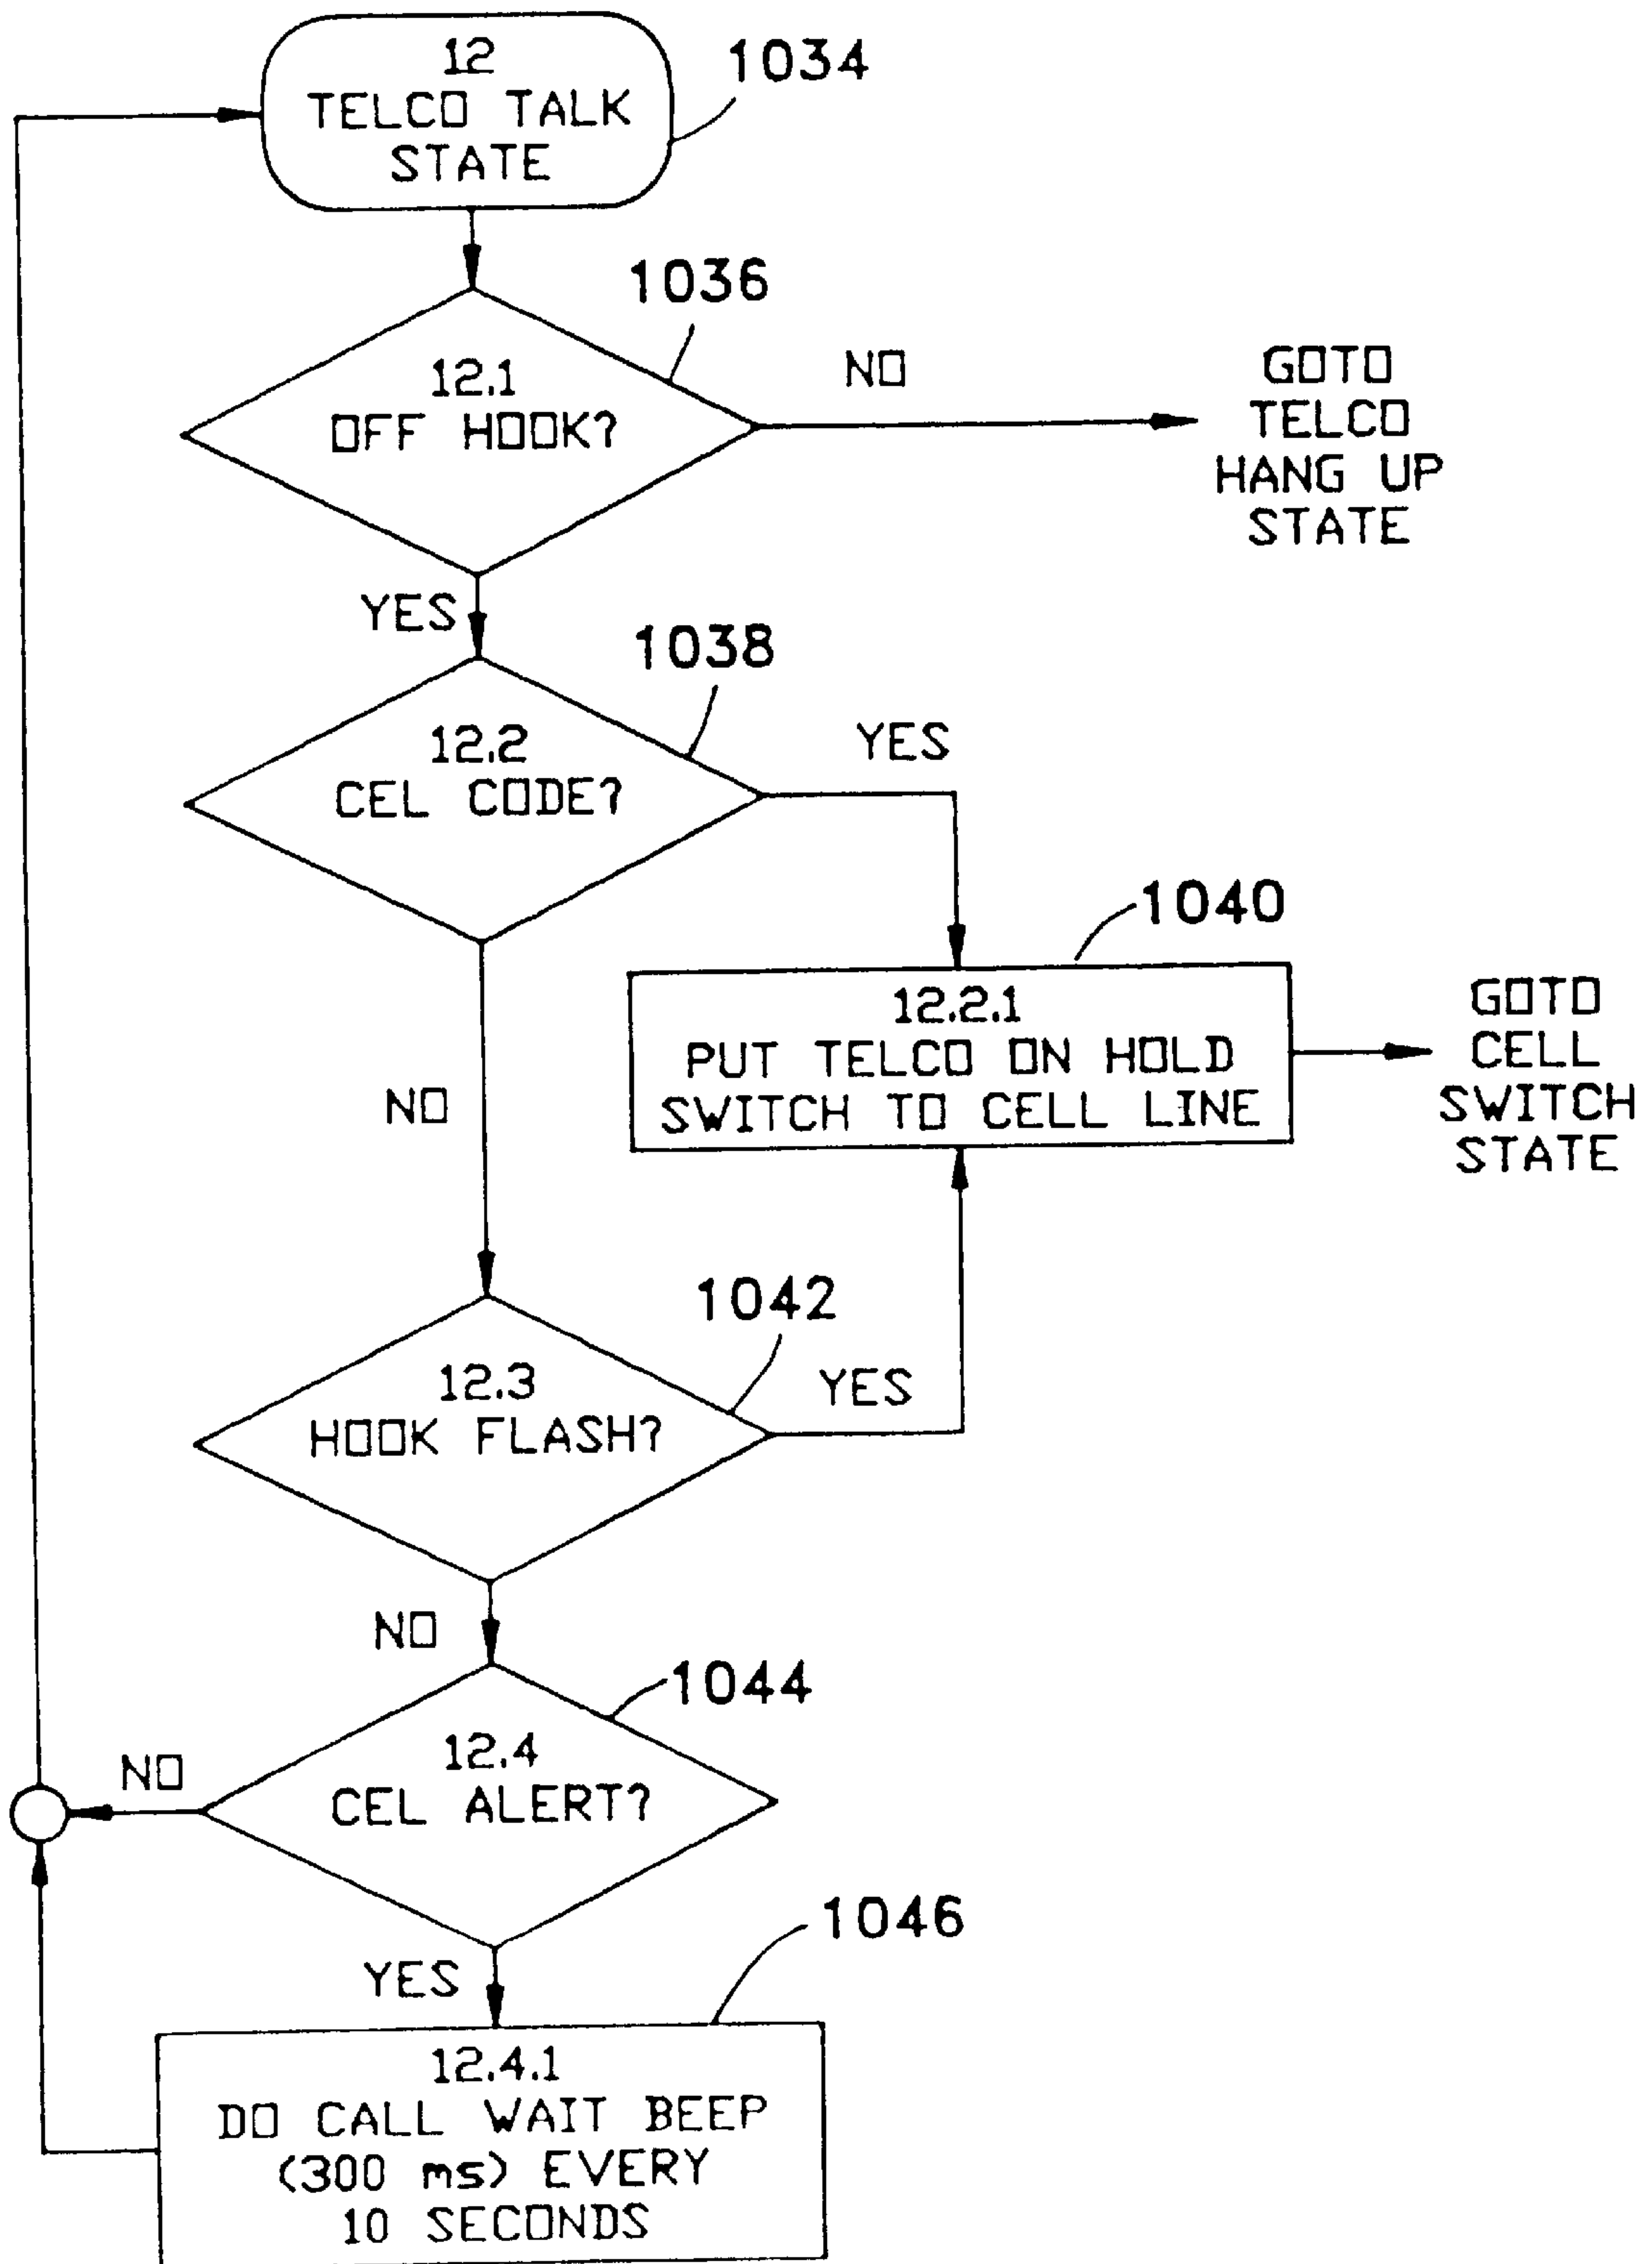 12
TELCO TALK
STATE
1034
1036
12.1
OFF HOOK?
NO
GOTO
TELCO
HANG UP
STATE
YES
1038
12.2
CEL CODE?
YES
1040
12.2.1
PUT TELCO ON HOLD
SWITCH TO CELL LINE
GOTO
CELL
SWITCH
STATE
NO
1042
12.3
HOOK FLASH?
YES
NO
1044
12.4
CEL ALERT?
NO
YES
1046
12.4.1
DO CALL WAIT BEEP
(300 ms) EVERY
10 SECONDS